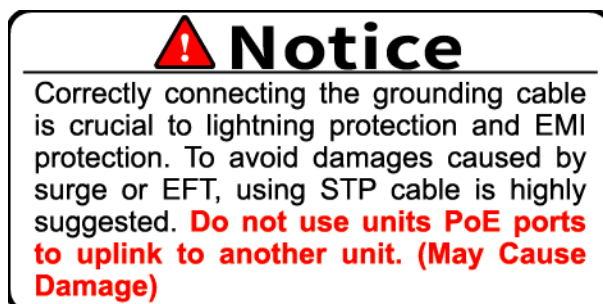 Notice
Correctly connecting the grounding cable
is crucial to lightning protection and EMI
protection. To avoid damages caused by
surge or EFT, using STP cable is highly
suggested. Do not use units PoE ports
to uplink to another unit. (May Cause
Damage)